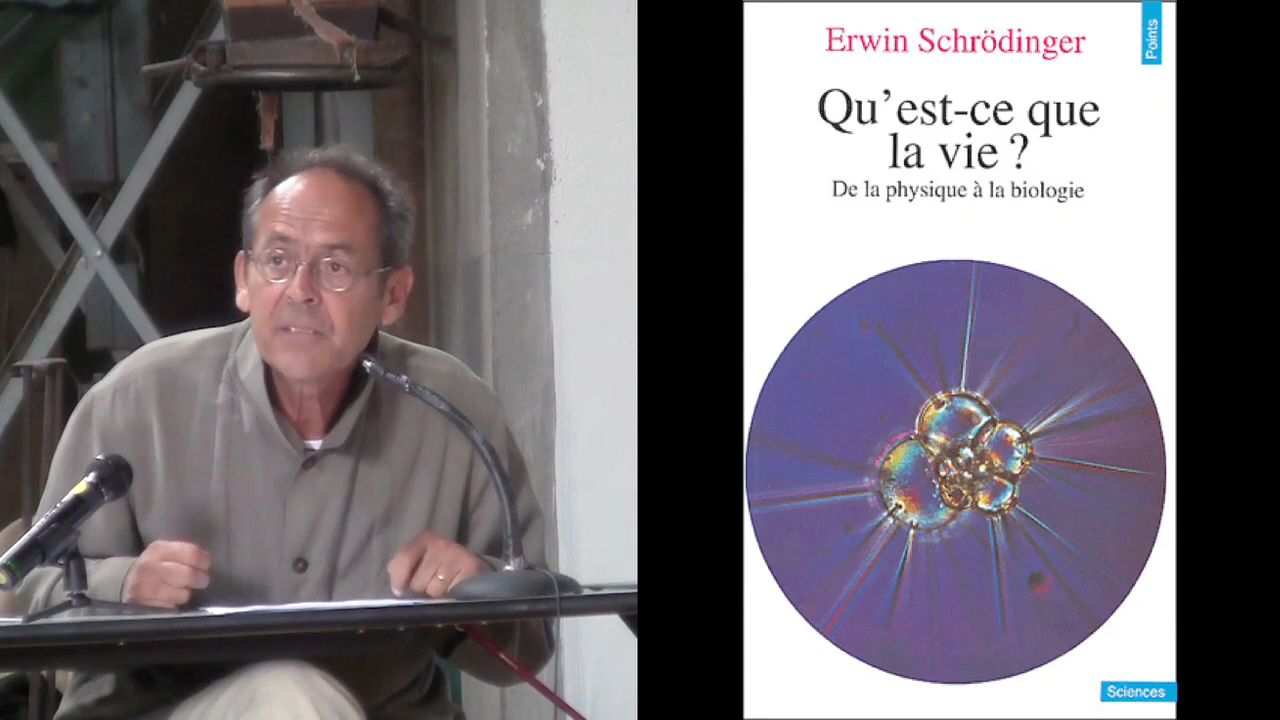 Erwin Schrödinger
Points
Qu'est-ce que
la vie ?
De la physique à la biologie
Sciences